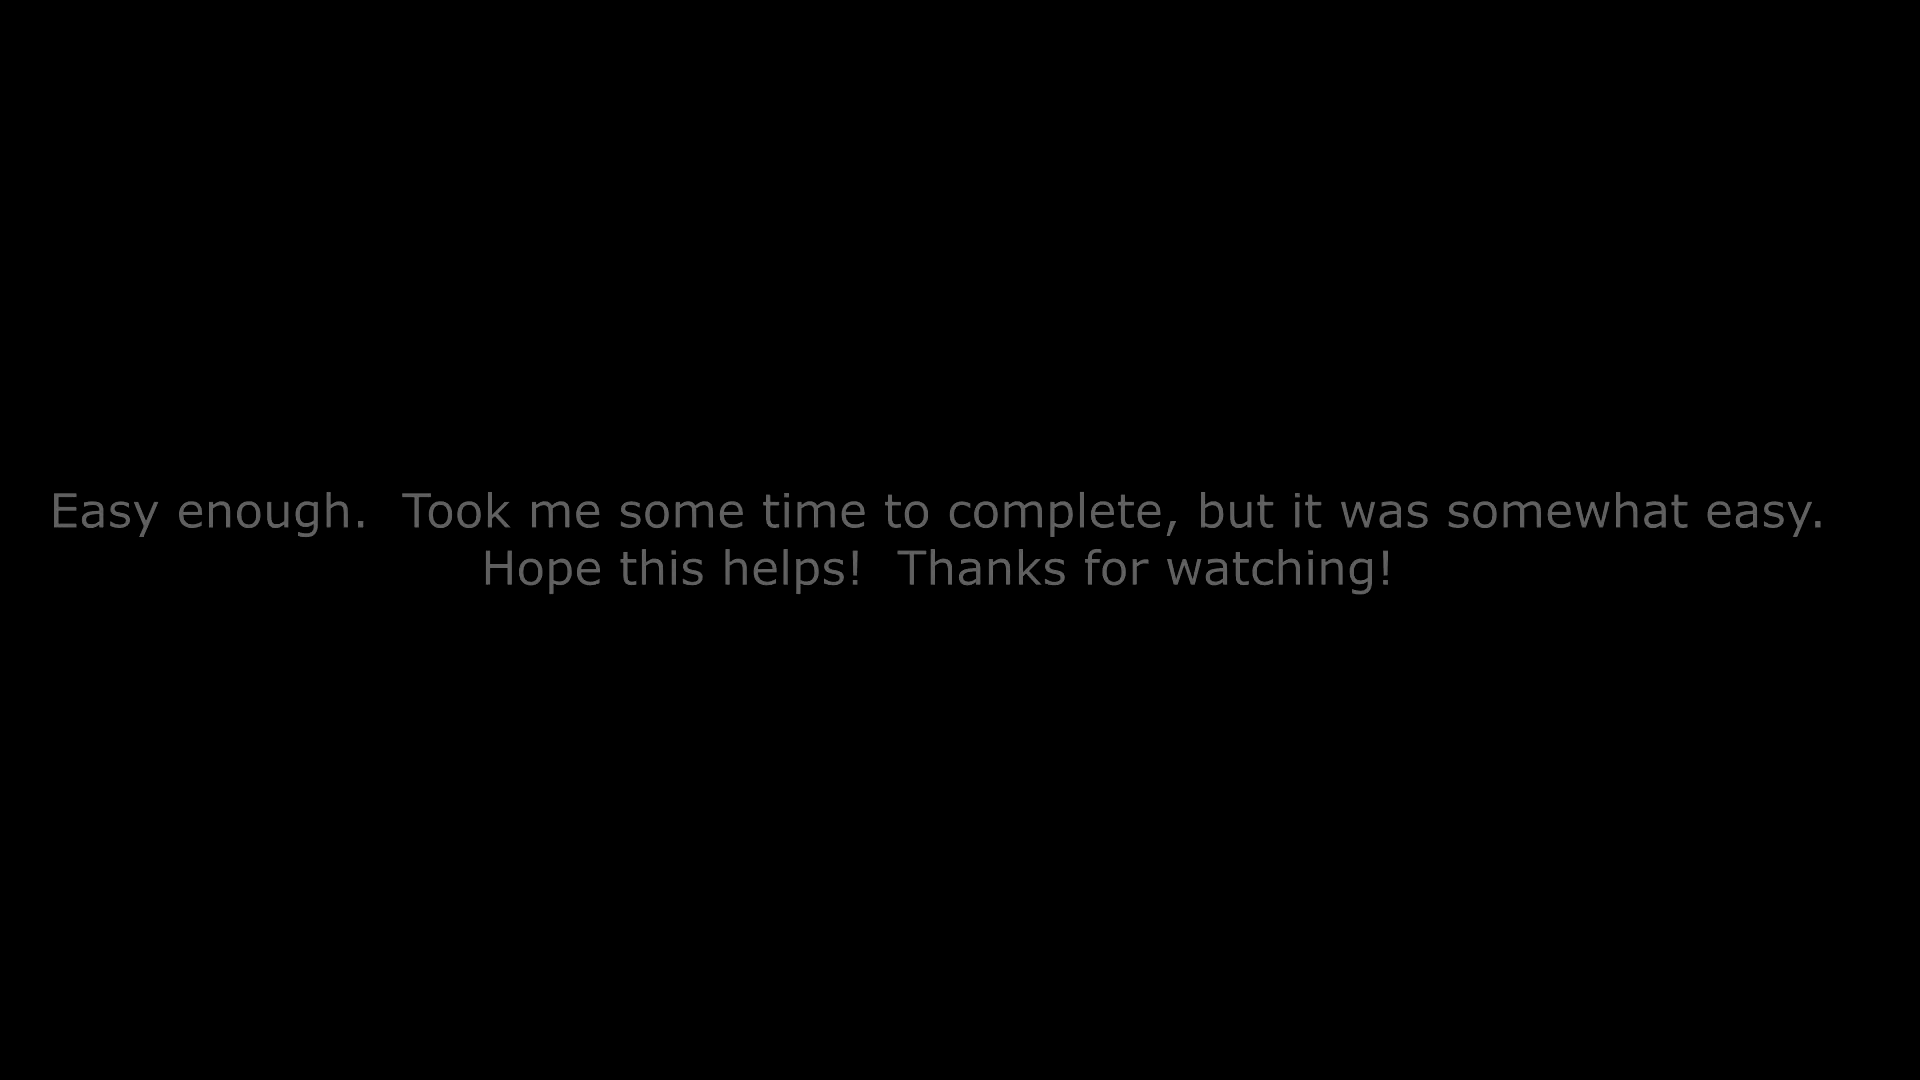 Easy enough.  Took me some time to complete, but it was somewhat easy.
Hope this helps!  Thanks for watching!